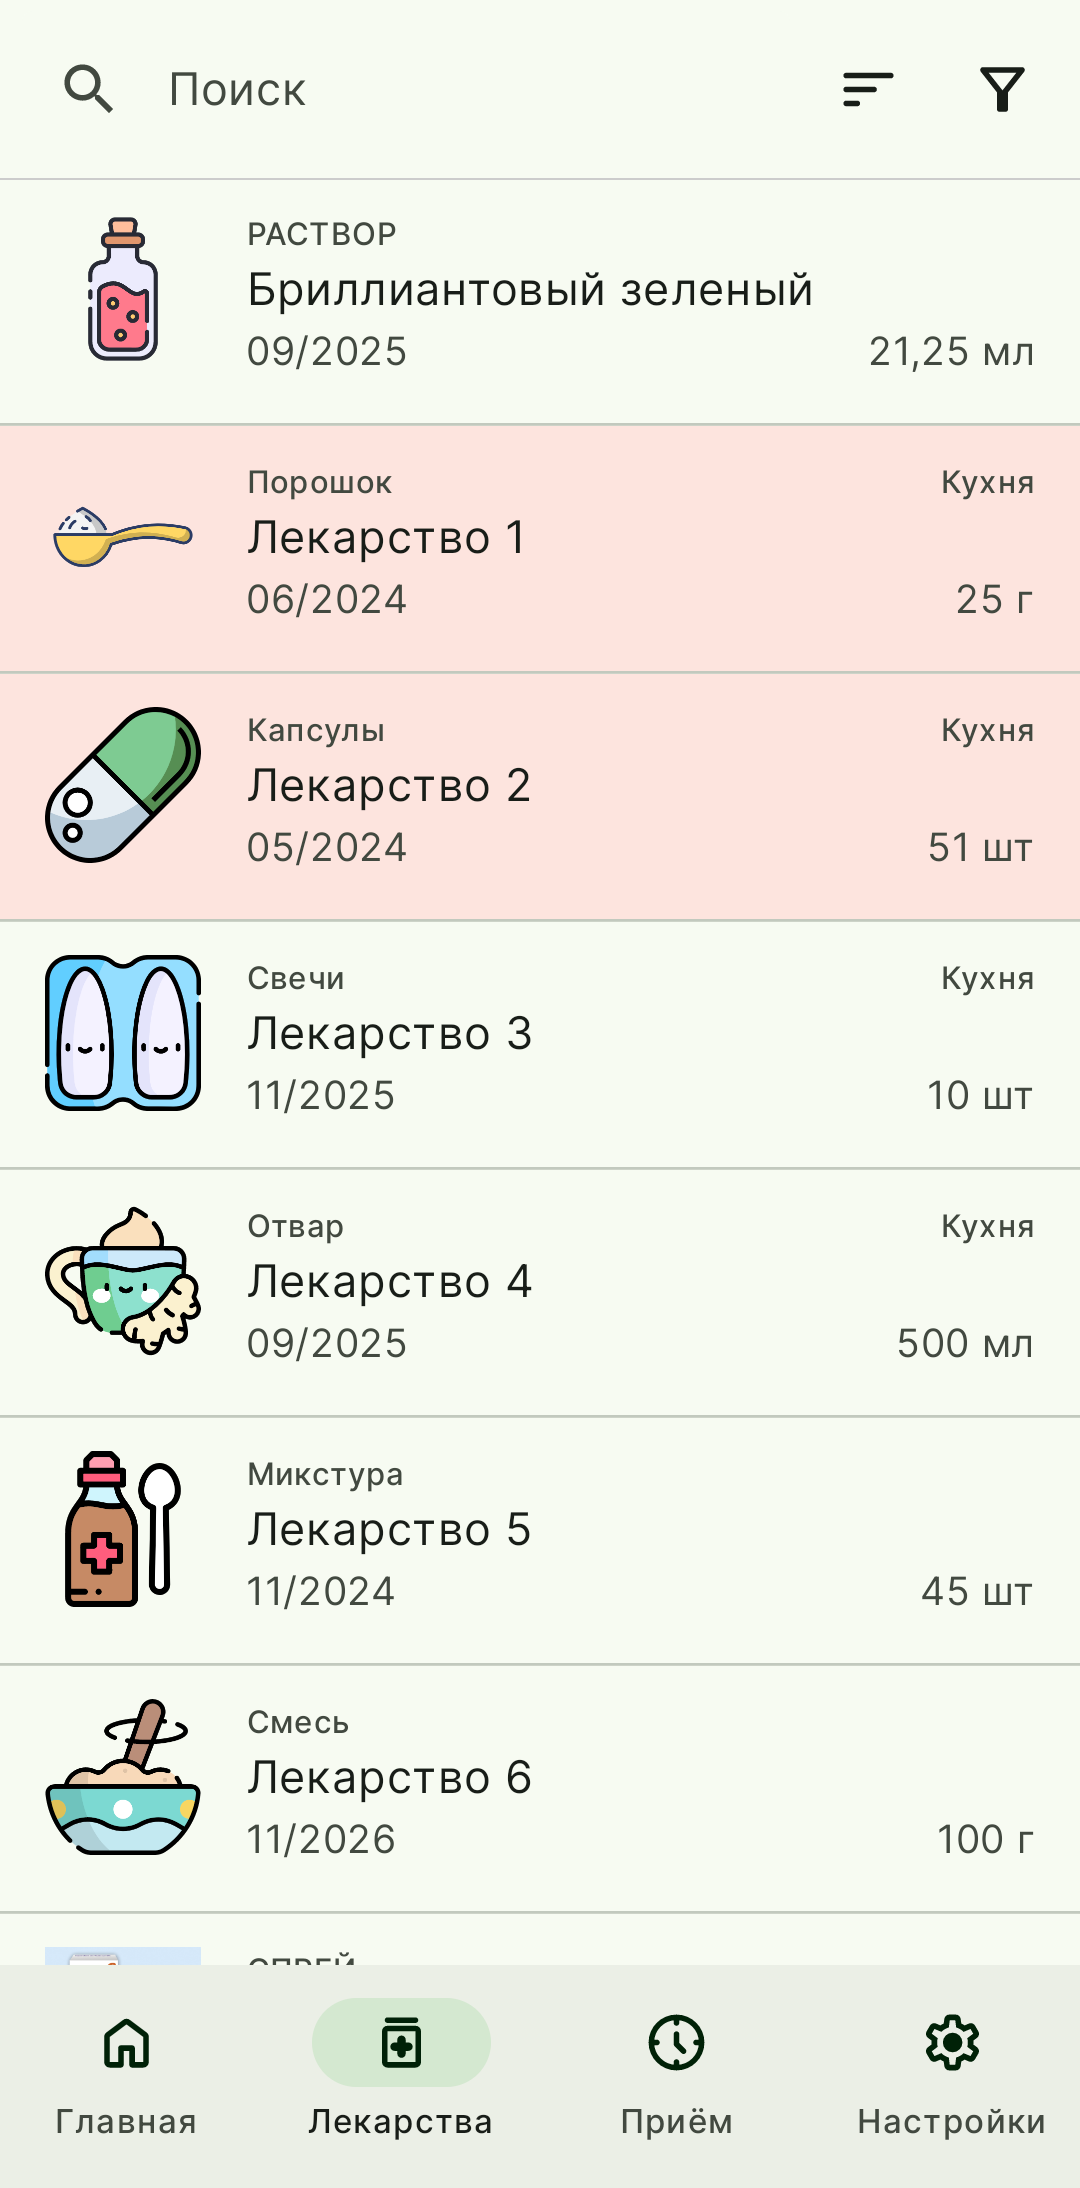 Поиск
РАСТВОР
Бриллиантовый зеленый
09/2025 21,25 мл
Порошок Кухня
Лекарство 1
06/2024 25 г
Капсулы Кухня
Лекарство 2
05/2024 51 шт
Свечи Кухня
Лекарство 3
11/2025 10 шт
Отвар Кухня
Лекарство 4
09/2025 500 мл
Микстура
Лекарство 5
11/2024 45 шт
Смесь
Лекарство 6
11/2026 100 г
СПРЕЙ
Главная Лекарства Приём Настройки